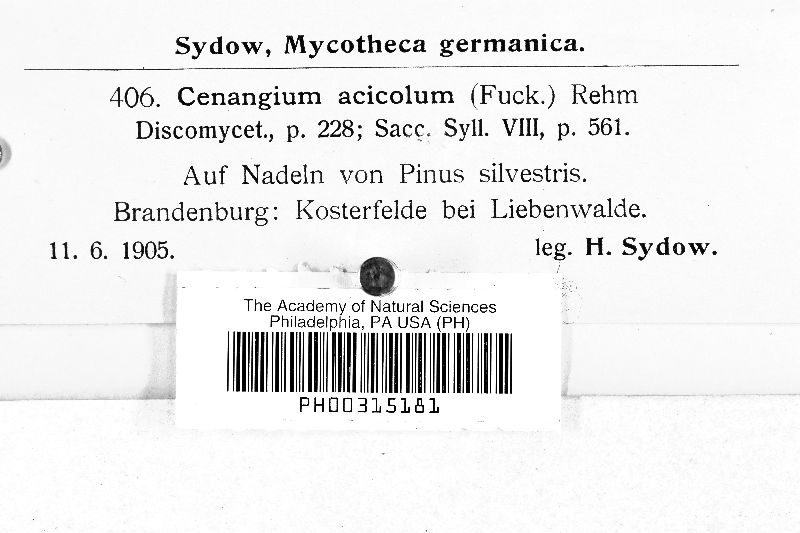 Sydow, Mycotheca germanica.
406. Cenangium acicolum (Fuck.) Rehm
Discomycet., p. 228; Sacc. Syll. VIII, p. 561.
Auf Nadeln von Pinus silvestris.
Brandenburg: Kosterfelde bei Liebenwalde.
11. 6. 1905. leg. H. Sydow.
The Academy of Natural Sciences
Philadelphia, PA USA (PH)
PH00315181